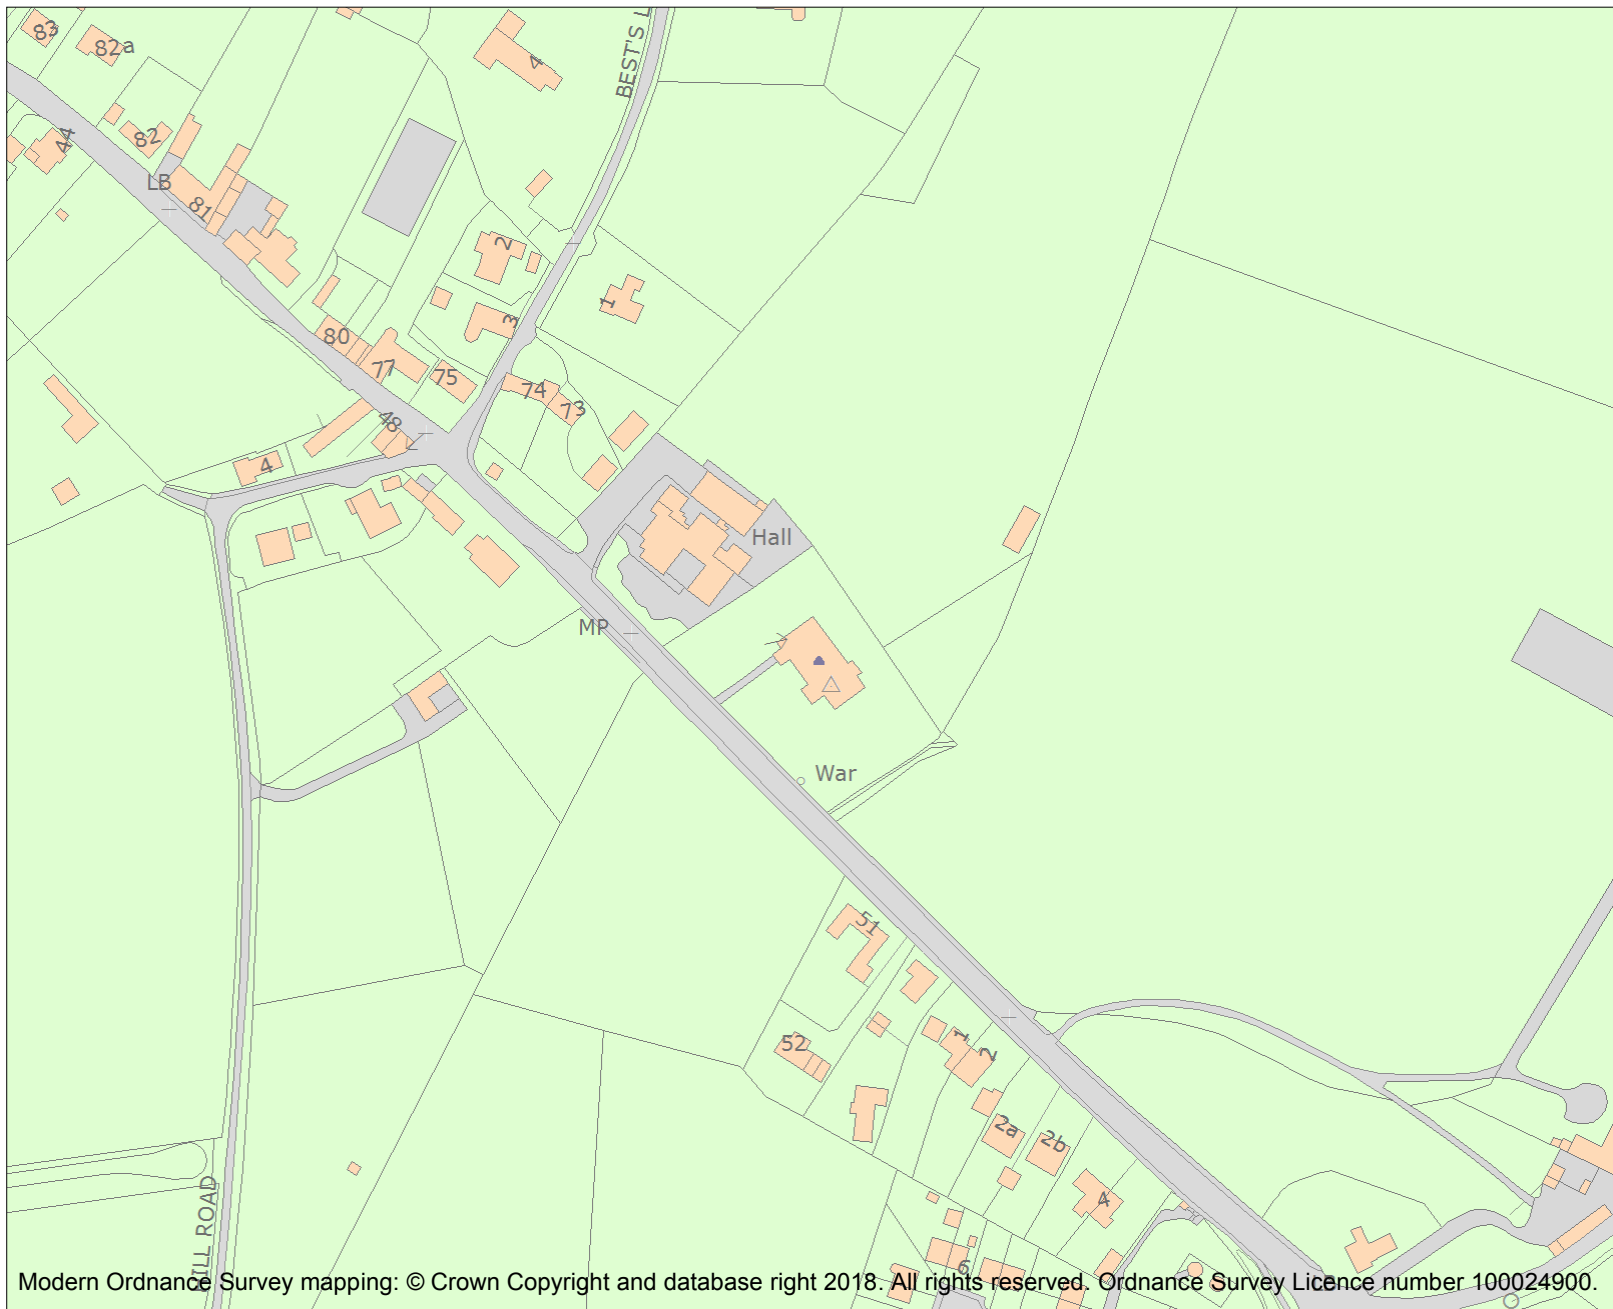 83
82a
4
BEST'S L
44
82
LB
81
2
1
3
80
77
75
74
73
48
4
Hall
MP
War
51
52
1
2
2a
2b
4
6
HILL ROAD
Modern Ordnance Survey mapping: © Crown Copyright and database right 2018. All rights reserved. Ordnance Survey Licence number 100024900.